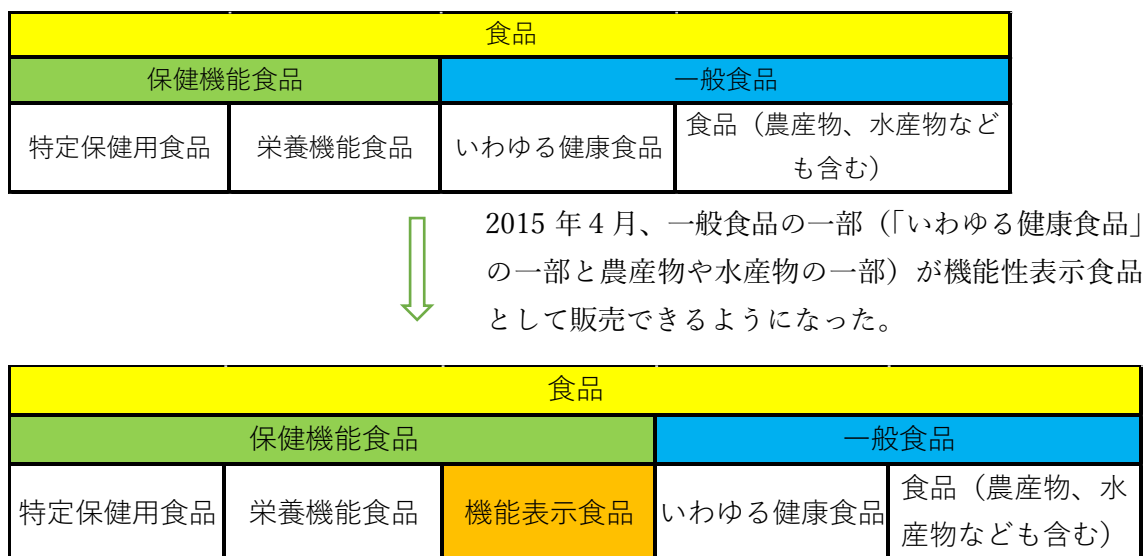 食品
保健機能食品 一般食品
特定保健用食品 栄養機能食品 いわゆる健康食品 食品（農産物、水産物など
も含む）
2015 年 4 月、一般食品の一部（「いわゆる健康食品」
の一部と農産物や水産物の一部）が機能性表示食品
として販売できるようになった。
食品
保健機能食品 一般食品
特定保健用食品 栄養機能食品 機能表示食品 いわゆる健康食品 食品（農産物、水
産物なども含む）